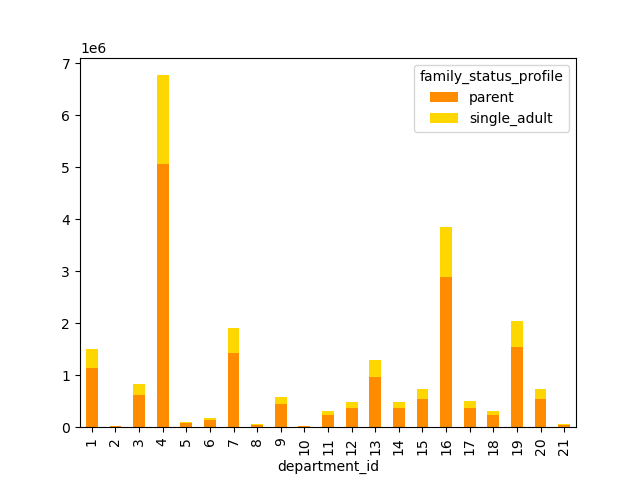 1e6
7
6
5
4
3
2
1
0
family_status_profile
parent
single_adult
1 2 3 4 5 6 7 8 9 10 11 12 13 14 15 16 17 18 19 20 21
department_id